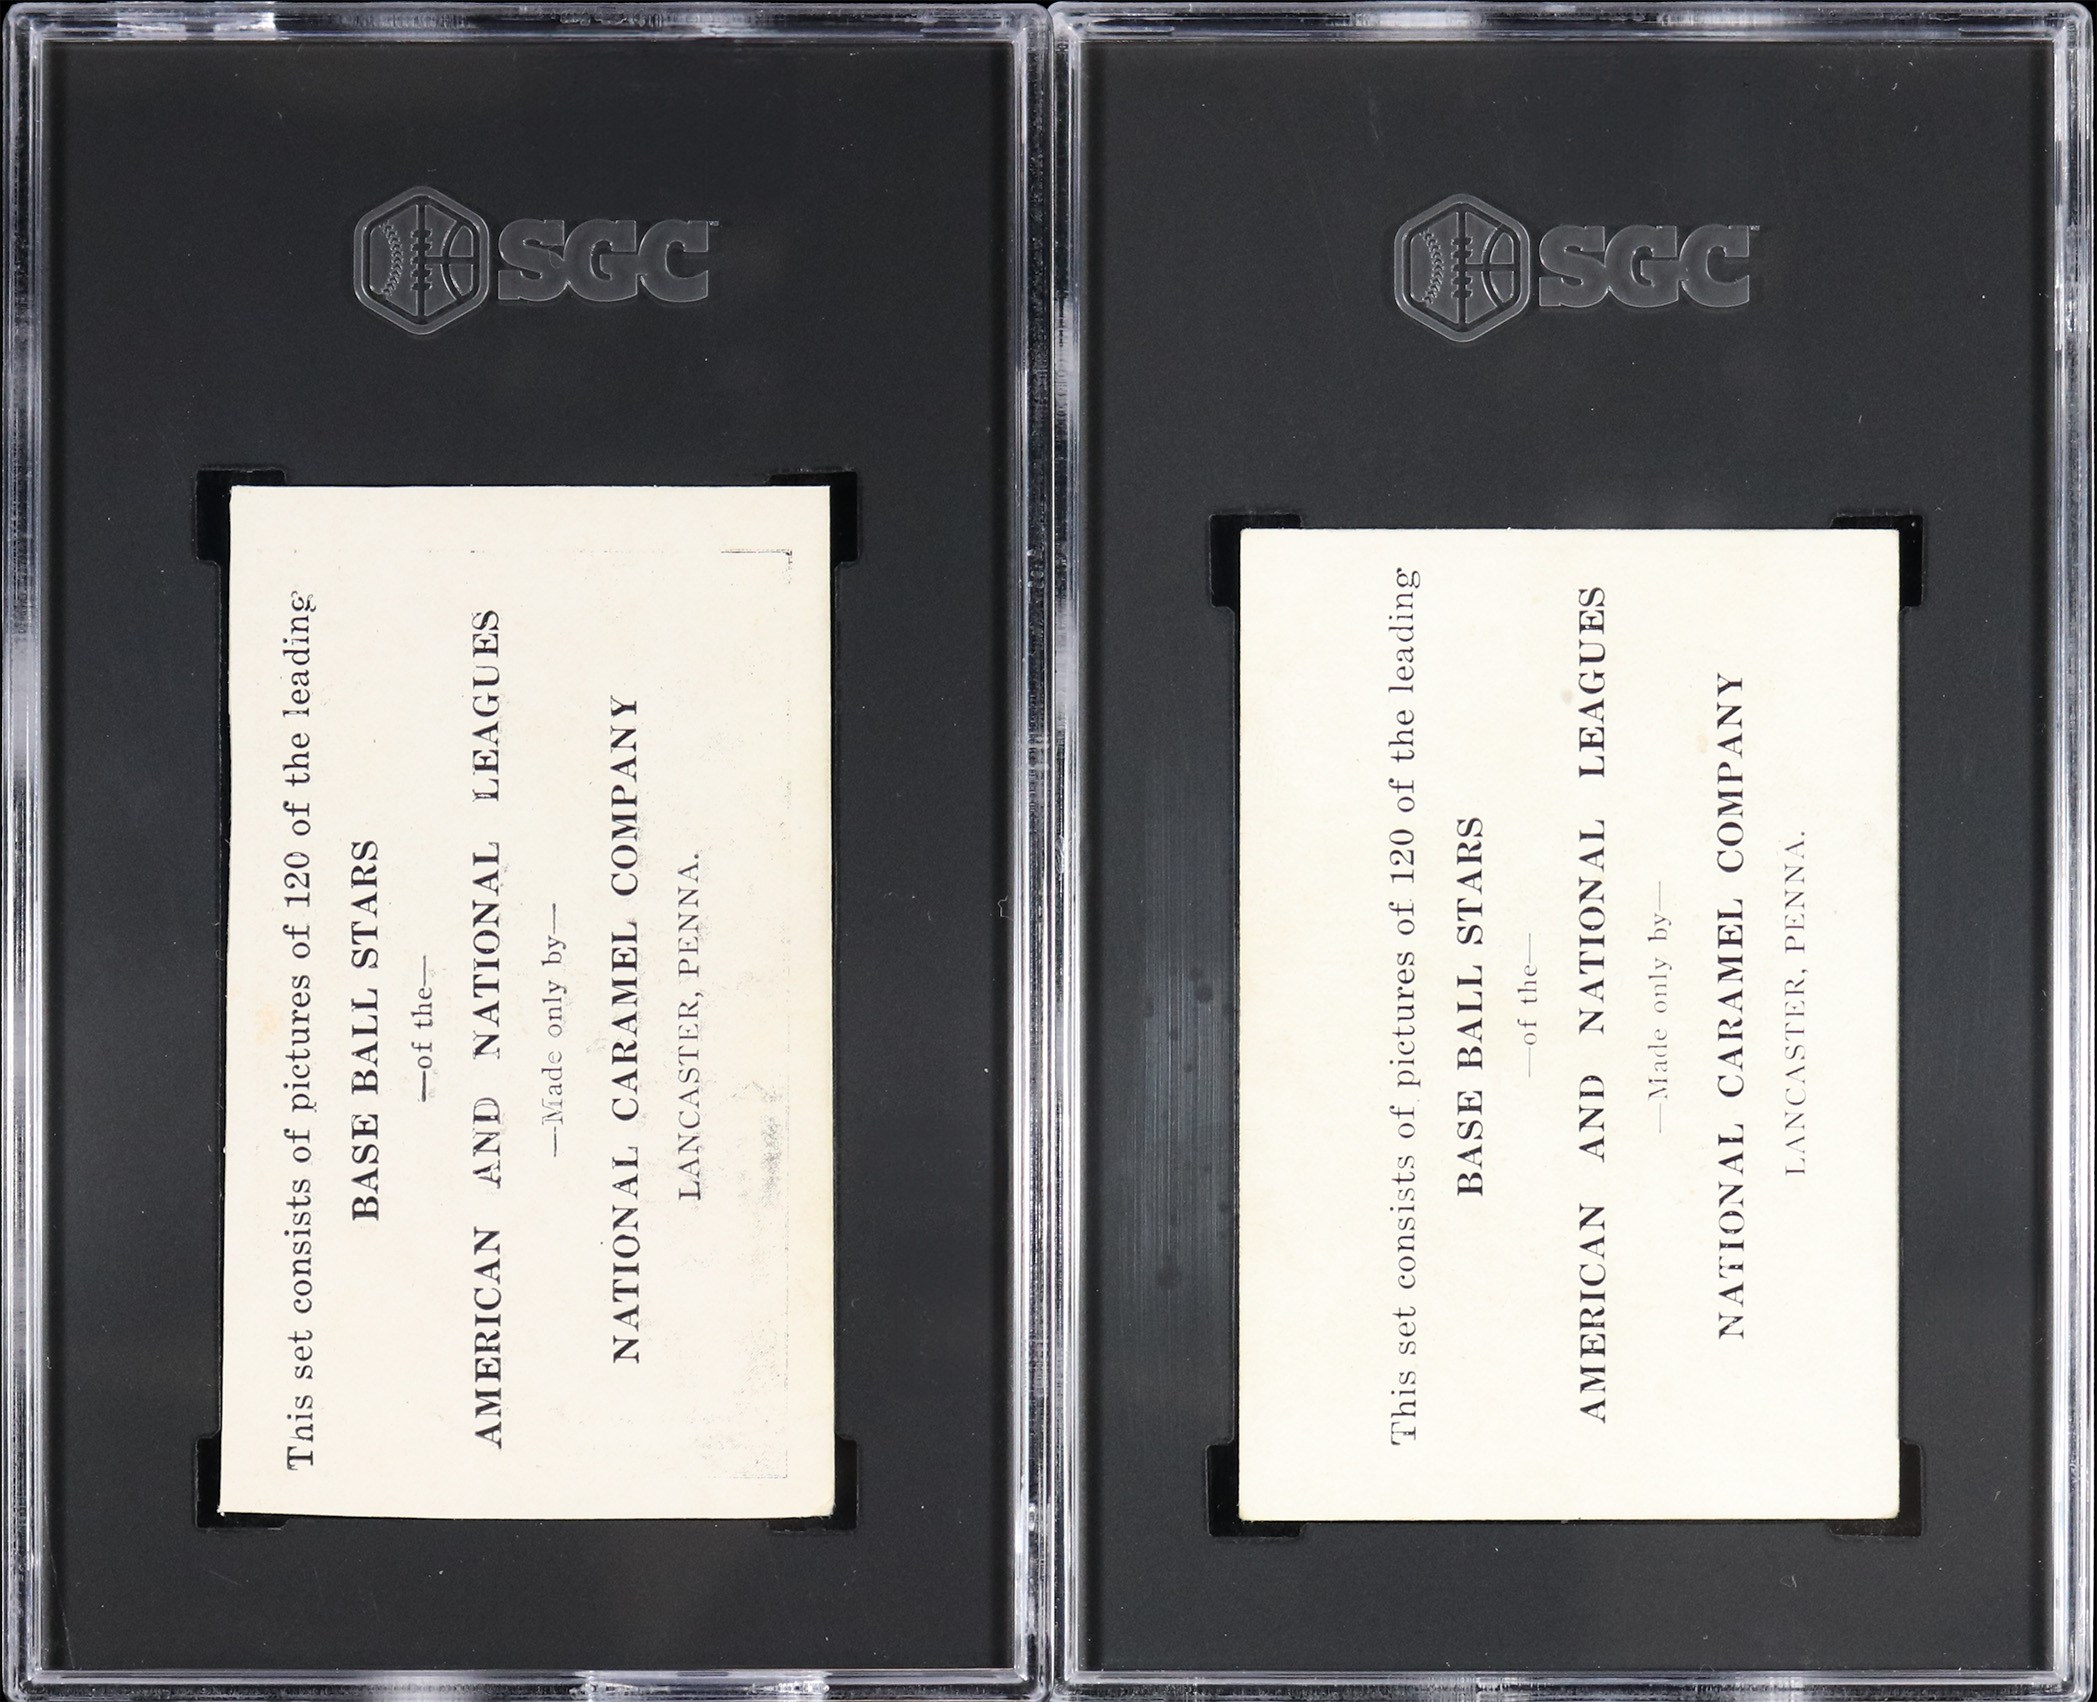 SGC
This set consists of pictures of 120 of the leading
BASE BALL STARS
—of the—
AMERICAN AND NATIONAL LEAGUES
—Made only by—
NATIONAL CARAMEL COMPANY
LANCASTER, PENNA.
SGC
This set consists of pictures of 120 of the leading
BASE BALL STARS
—of the—
AMERICAN AND NATIONAL LEAGUES
—Made only by—
NATIONAL CARAMEL COMPANY
LANCASTER, PENNA.